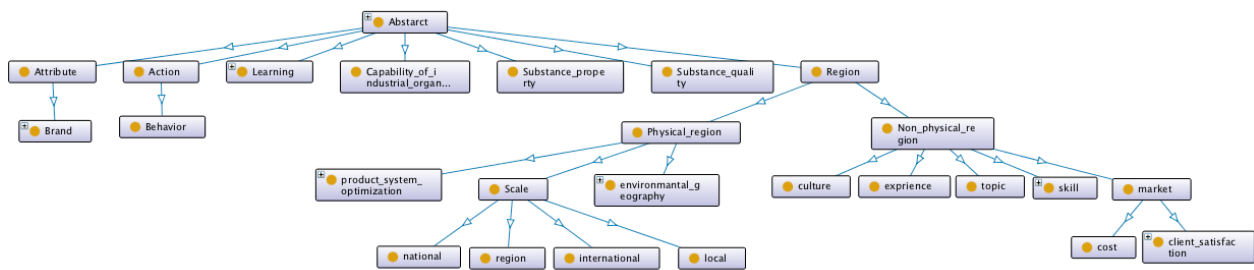 Abstarct
Attribute
Action
Learning
Capability_of_i
ndustrial_organ...
Substance_prope
rty
Substance_quali
ty
Region
Brand
Behavior
Physical_region
Non_physical_re
gion
product_system_
optimization
Scale
environmantal_g
eography
culture
exprience
topic
skill
market
national
region
international
local
cost
client_satisfac
tion